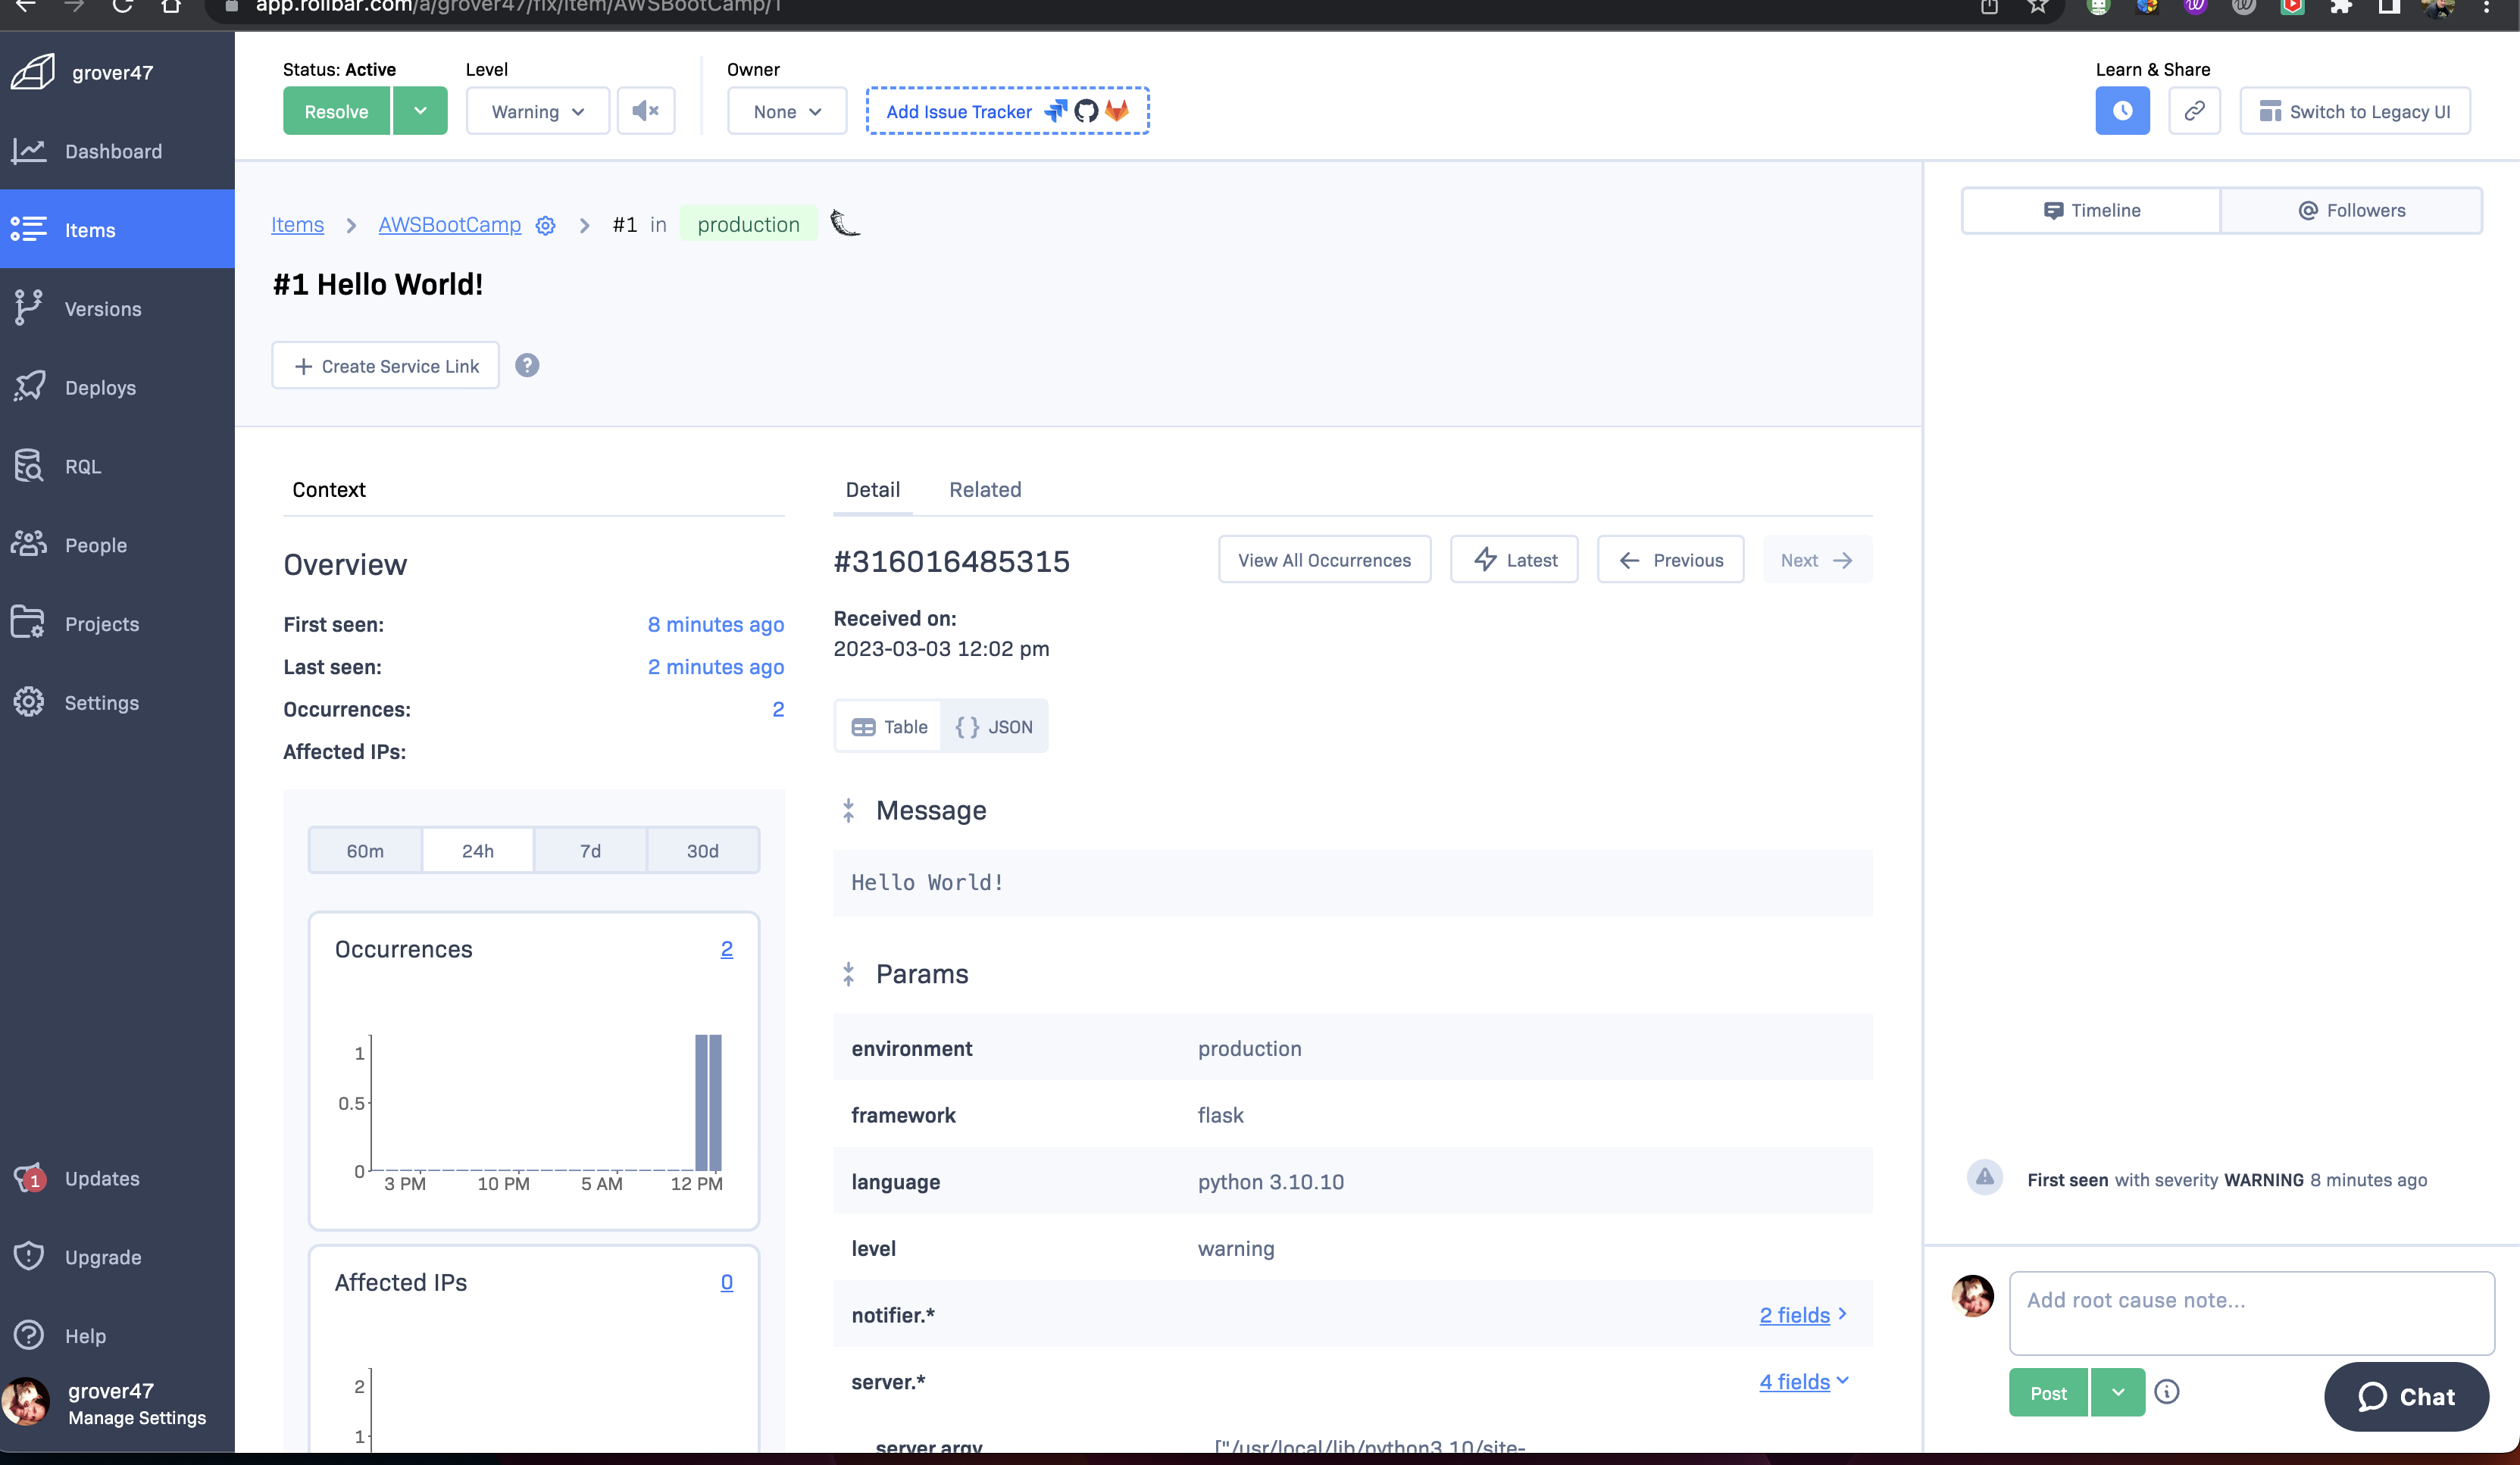 app.rollbar.com/a/grover47/fix/item/AWSBootCamp/1
grover47
Dashboard
Items
Versions
Deploys
RQL
People
Projects
Settings
1
Updates
Upgrade
Help
grover47
Manage Settings
Status: Active
Resolve
Level
Warning
Owner
None
Add Issue Tracker
Learn & Share
Switch to Legacy UI
Items > AWSBootCamp > #1 in production
#1 Hello World!
+ Create Service Link ?
Context
Overview
First seen: 8 minutes ago
Last seen: 2 minutes ago
Occurrences: 2
Affected IPs:
60m 24h 7d 30d
Occurrences 2
1
0.5
0
3 PM 10 PM 5 AM 12 PM
Affected IPs 0
2
1
Detail Related
#316016485315
View All Occurrences Latest Previous Next
Received on:
2023-03-03 12:02 pm
Table {} JSON
Message
Hello World!
Params
environment production
framework flask
language python 3.10.10
level warning
notifier.* 2 fields >
server.* 4 fields
server.argv ["/usr/local/lib/python3.10/site-
Timeline @ Followers
First seen with severity WARNING 8 minutes ago
Add root cause note...
Post
Chat